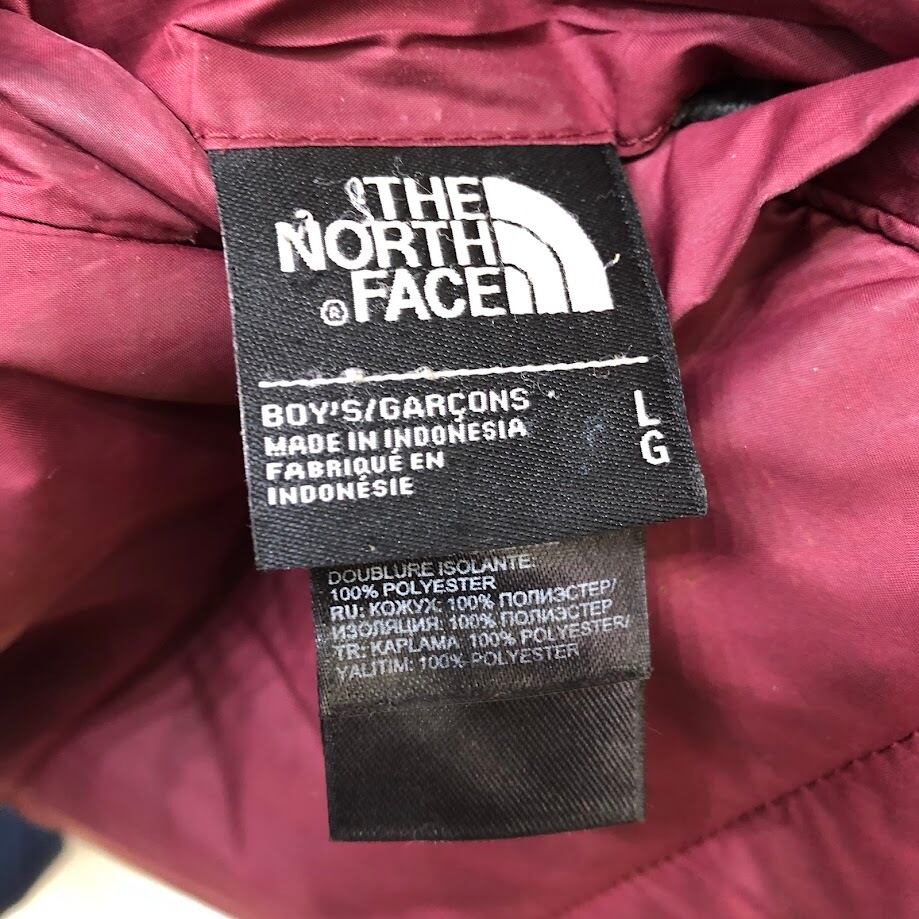 THE
NORTH
® FACE
BOY'S/GARÇONS
MADE IN INDONESIA
FABRIQUÉ EN
INDONÉSIE
L
G
DOUBLURE ISOLANTE:
100% POLYESTER
RU: КОЖУХ: 100% ПОЛИЭСТЕР/
ИЗОЛЯЦИЯ: 100% ПОЛИЭСТЕР
TR: KAPLAMA: 100% POLYESTER/
YALITIM: 100% POLYESTER